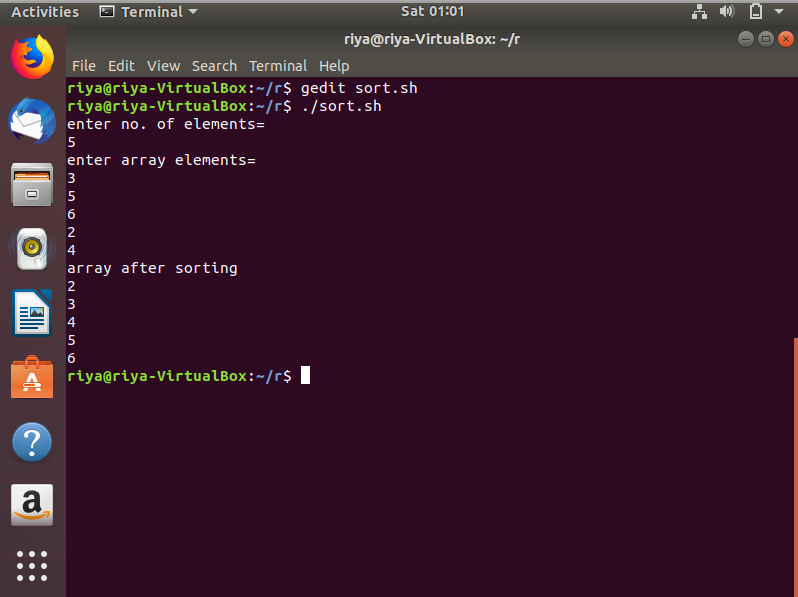 Activities Terminal Sat 01:01
riya@riya-VirtualBox: ~/r
File Edit View Search Terminal Help
riya@riya-VirtualBox:~/r$ gedit sort.sh
riya@riya-VirtualBox:~/r$ ./sort.sh
enter no. of elements=
5
enter array elements=
3
5
6
2
4
array after sorting
2
3
4
5
6
riya@riya-VirtualBox:~/r$